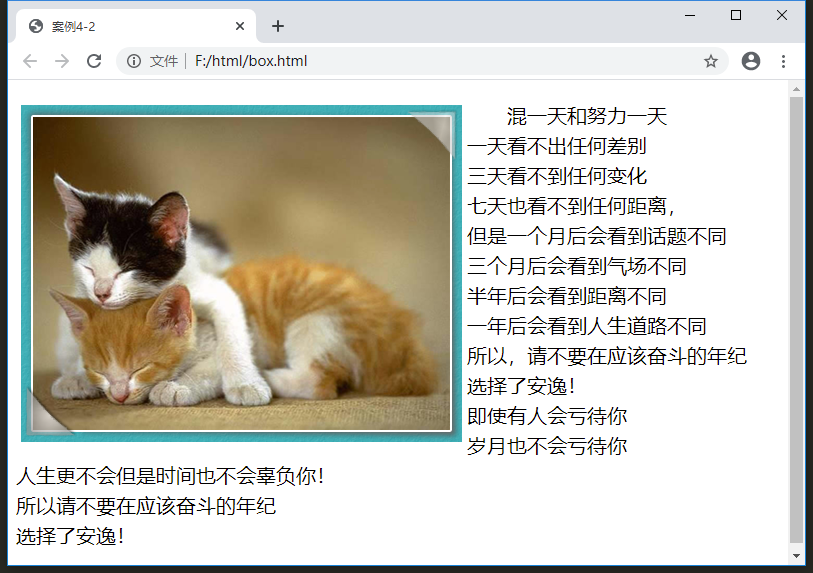 案例4-2
文件 F:/html/box.html
混一天和努力一天
一天看不出任何差别
三天看不到任何变化
七天也看不到任何距离，
但是一个月后会看到话题不同
三个月后会看到气场不同
半年后会看到距离不同
一年后会看到人生道路不同
所以，请不要在应该奋斗的年纪
选择了安逸！
即使有人会亏待你
岁月也不会亏待你
人生更不会但是时间也不会辜负你！
所以请不要在应该奋斗的年纪
选择了安逸！